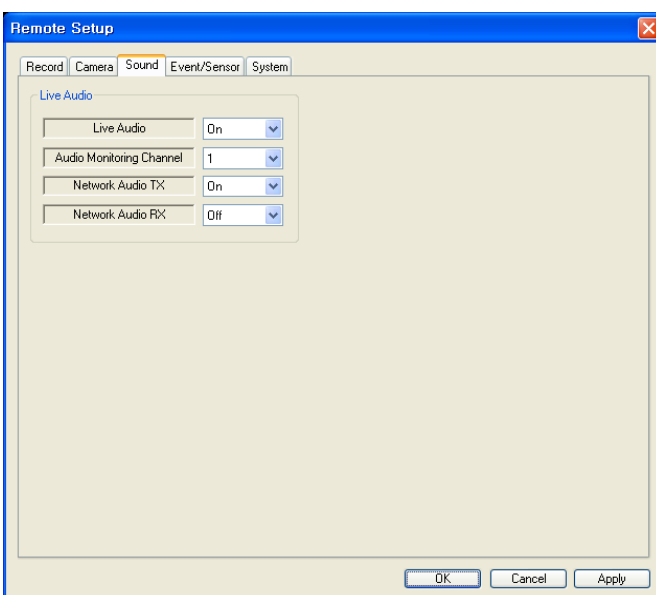 Remote Setup
Record Camera Sound Event/Sensor System
Live Audio
Live Audio On
Audio Monitoring Channel 1
Network Audio TX On
Network Audio RX Off
OK Cancel Apply